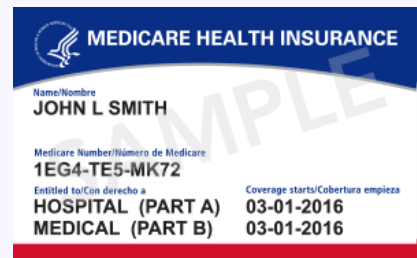 MEDICARE HEALTH INSURANCE
Name/Nombre
JOHN L SMITH
Medicare Number/Número de Medicare
1EG4-TE5-MK72
Entitled to/Con derecho a Coverage starts/Cobertura empieza
HOSPITAL (PART A) 03-01-2016
MEDICAL (PART B) 03-01-2016
SAMPLE